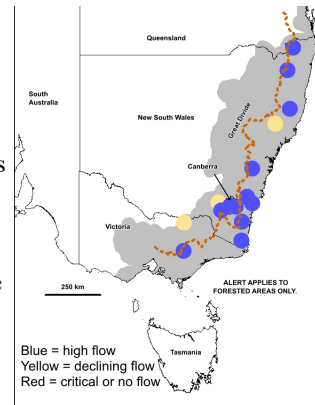 Queensland
South
Australia
New South Wales
Great Divide
Canberra
Victoria
250 km
ALERT APPLIES TO
FORESTED AREAS ONLY.
Tasmania
Blue = high flow
Yellow = declining flow
Red = critical or no flow